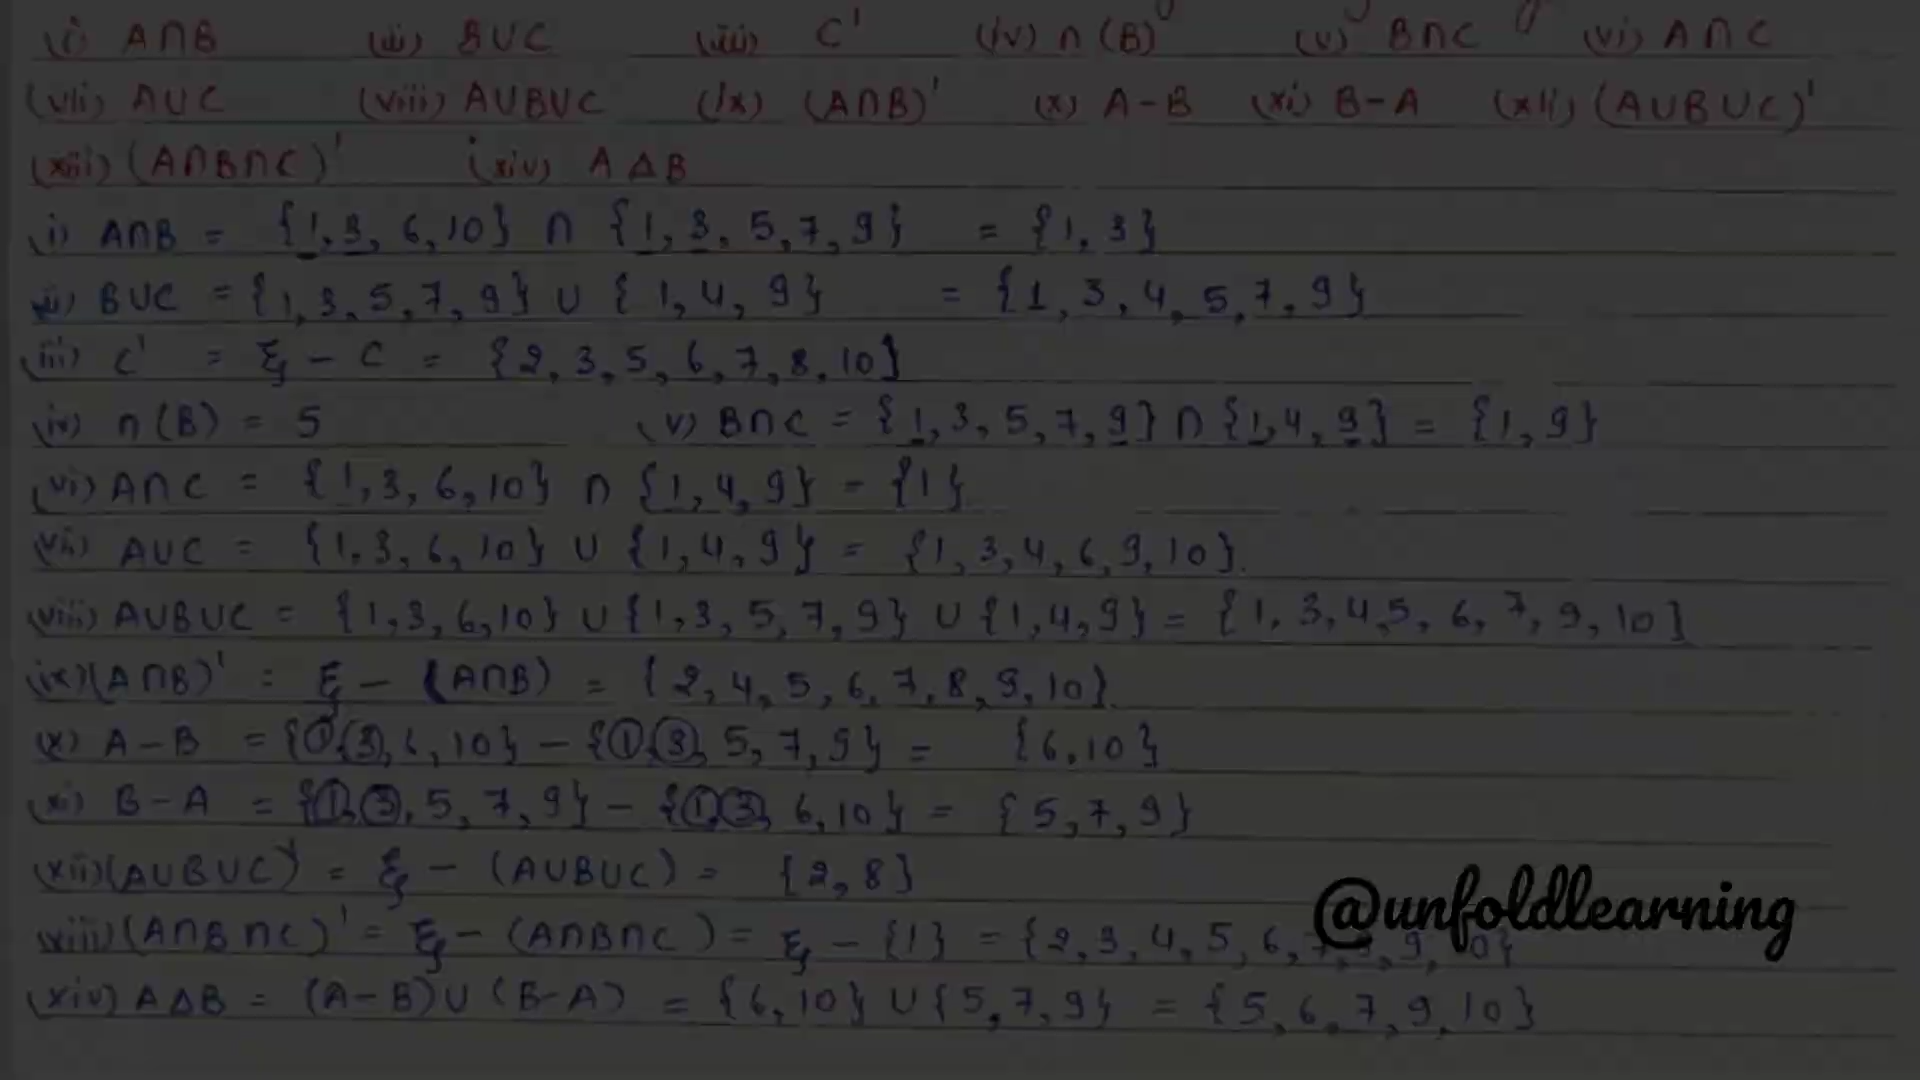 (i) A∩B (ii) B∪C (iii) C' (iv) n(B) (v) B∩C (vi) A∩C
(vii) A∪C (viii) A∪B∪C (ix) (A∩B)' (x) A-B (xi) B-A (xii) (A∪B∪C)'
(xiii) (A∩B∩C)' (xiv) A△B
(i) A∩B = {1, 3, 6, 10} ∩ {1, 3, 5, 7, 9} = {1, 3}
(ii) B∪C = {1, 3, 5, 7, 9} ∪ {1, 4, 9} = {1, 3, 4, 5, 7, 9}
(iii) C' = ξ - C = {2, 3, 5, 6, 7, 8, 10}
(iv) n(B) = 5 (v) B∩C = {1, 3, 5, 7, 9} ∩ {1, 4, 9} = {1, 9}
(vi) A∩C = {1, 3, 6, 10} ∩ {1, 4, 9} = {1}
(vii) A∪C = {1, 3, 6, 10} ∪ {1, 4, 9} = {1, 3, 4, 6, 9, 10}.
(viii) A∪B∪C = {1, 3, 6, 10} ∪ {1, 3, 5, 7, 9} ∪ {1, 4, 9} = {1, 3, 4, 5, 6, 7, 9, 10}
(ix) (A∩B)' = ξ - (A∩B) = {2, 4, 5, 6, 7, 8, 9, 10}
(x) A-B = {1, 3, 6, 10} - {1, 3, 5, 7, 9} = {6, 10}
(xi) B-A = {1, 3, 5, 7, 9} - {1, 3, 6, 10} = {5, 7, 9}
(xii) (A∪B∪C)' = ξ - (A∪B∪C) = {2, 8}
(xiii) (A∩B∩C)' = ξ - (A∩B∩C) = ξ - {1} = {2, 3, 4, 5, 6, 7, 8, 9, 10}
(xiv) A△B = (A-B) ∪ (B-A) = {6, 10} ∪ {5, 7, 9} = {5, 6, 7, 9, 10}
@unfoldlearning